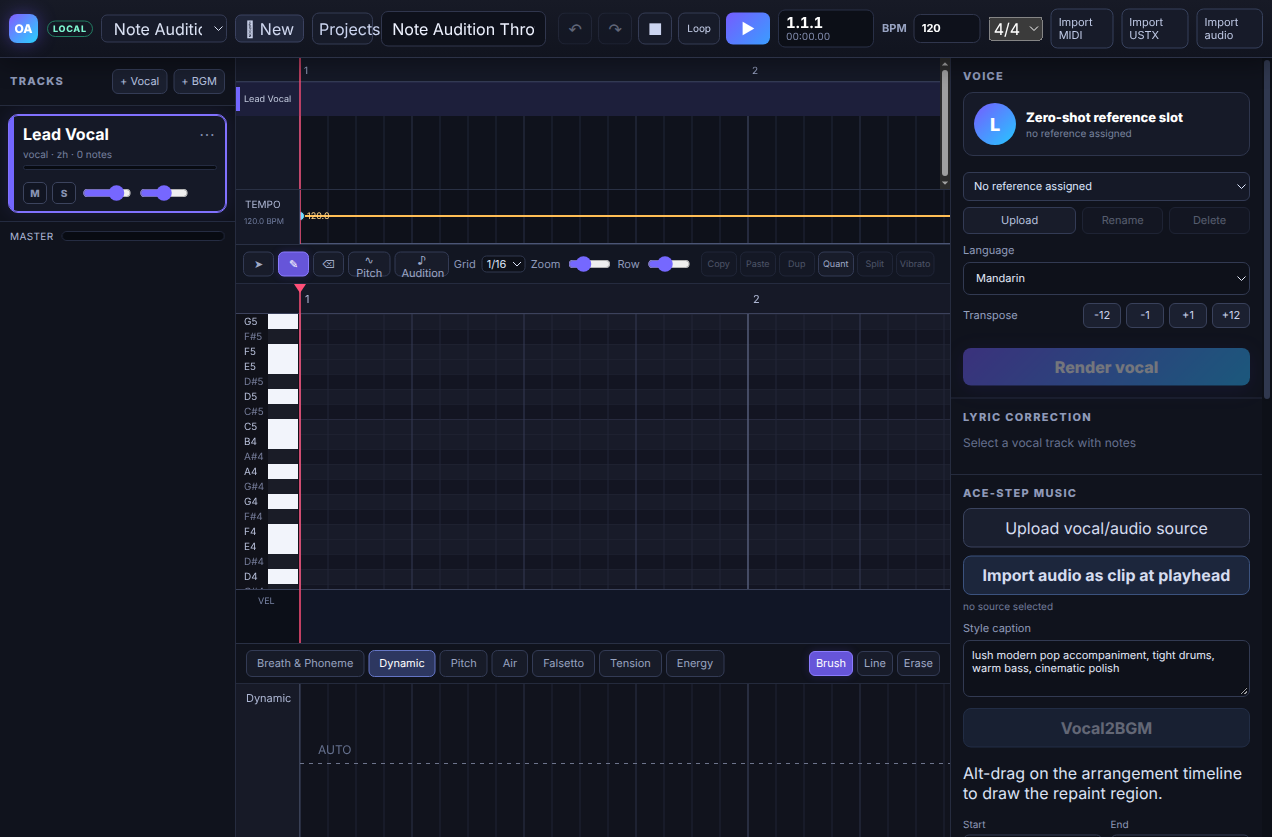 OA
LOCAL
Note Auditic
New
Projects
Note Audition Thro
Loop
1.1.1
00:00.00
BPM
120
4/4
Import
MIDI
Import
USTX
Import
audio
TRACKS
+ Vocal
+ BGM
Lead Vocal
vocal · zh · 0 notes
M
S
MASTER
1
2
Lead Vocal
TEMPO
120.0 BPM
120.0
Pitch
Audition
Grid
1/16
Zoom
Row
Copy
Paste
Dup
Quant
Split
Vibrato
1
2
G5
F#5
F5
E5
D#5
D5
C#5
C5
B4
A#4
A4
G#4
G4
F#4
F4
E4
D#4
D4
VEL
Breath & Phoneme
Dynamic
Pitch
Air
Falsetto
Tension
Energy
Brush
Line
Erase
Dynamic
AUTO
VOICE
L
Zero-shot reference slot
no reference assigned
No reference assigned
Upload
Rename
Delete
Language
Mandarin
Transpose
-12
-1
+1
+12
Render vocal
LYRIC CORRECTION
Select a vocal track with notes
ACE-STEP MUSIC
Upload vocal/audio source
Import audio as clip at playhead
no source selected
Style caption
lush modern pop accompaniment, tight drums,
warm bass, cinematic polish
Vocal2BGM
Alt-drag on the arrangement timeline
to draw the repaint region.
Start
End